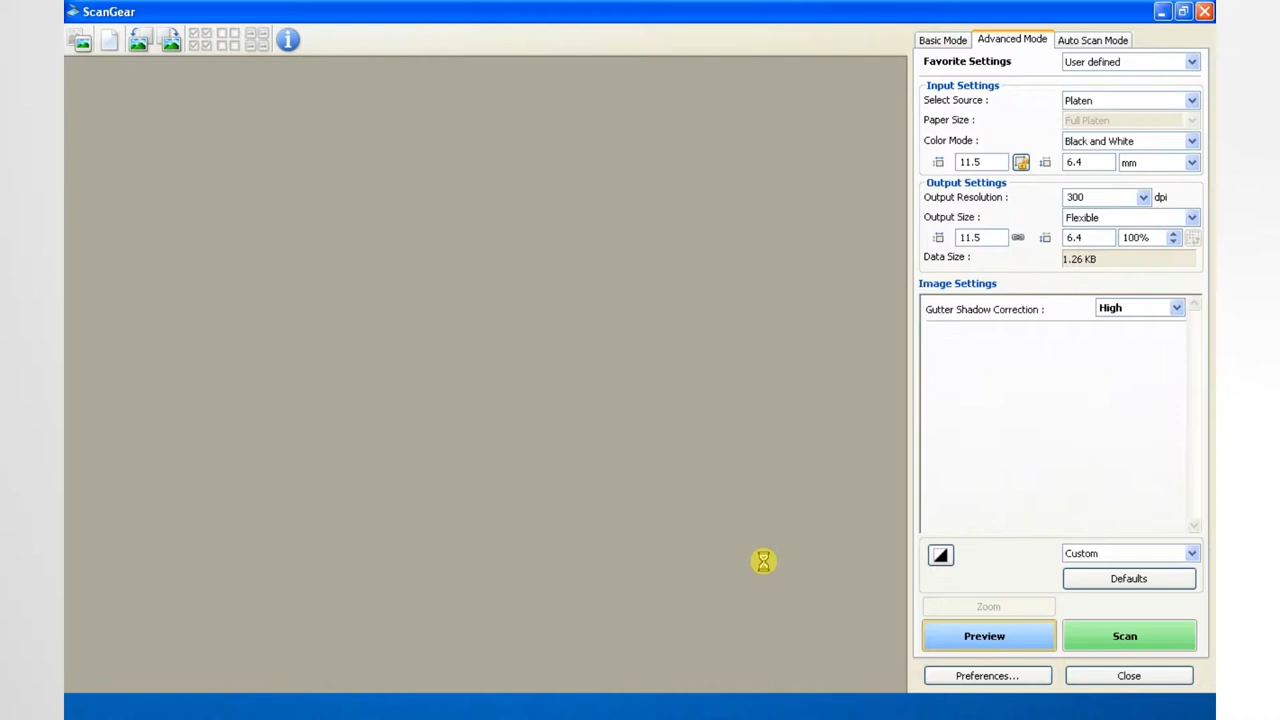 ScanGear
Basic Mode
Advanced Mode
Auto Scan Mode
Favorite Settings
User defined
Input Settings
Select Source :
Platen
Paper Size :
Full Platen
Color Mode :
Black and White
11.5
6.4
mm
Output Settings
Output Resolution :
300
dpi
Output Size :
Flexible
11.5
6.4
100%
Data Size :
1.26 KB
Image Settings
Gutter Shadow Correction :
High
Custom
Defaults
Zoom
Preview
Scan
Preferences...
Close